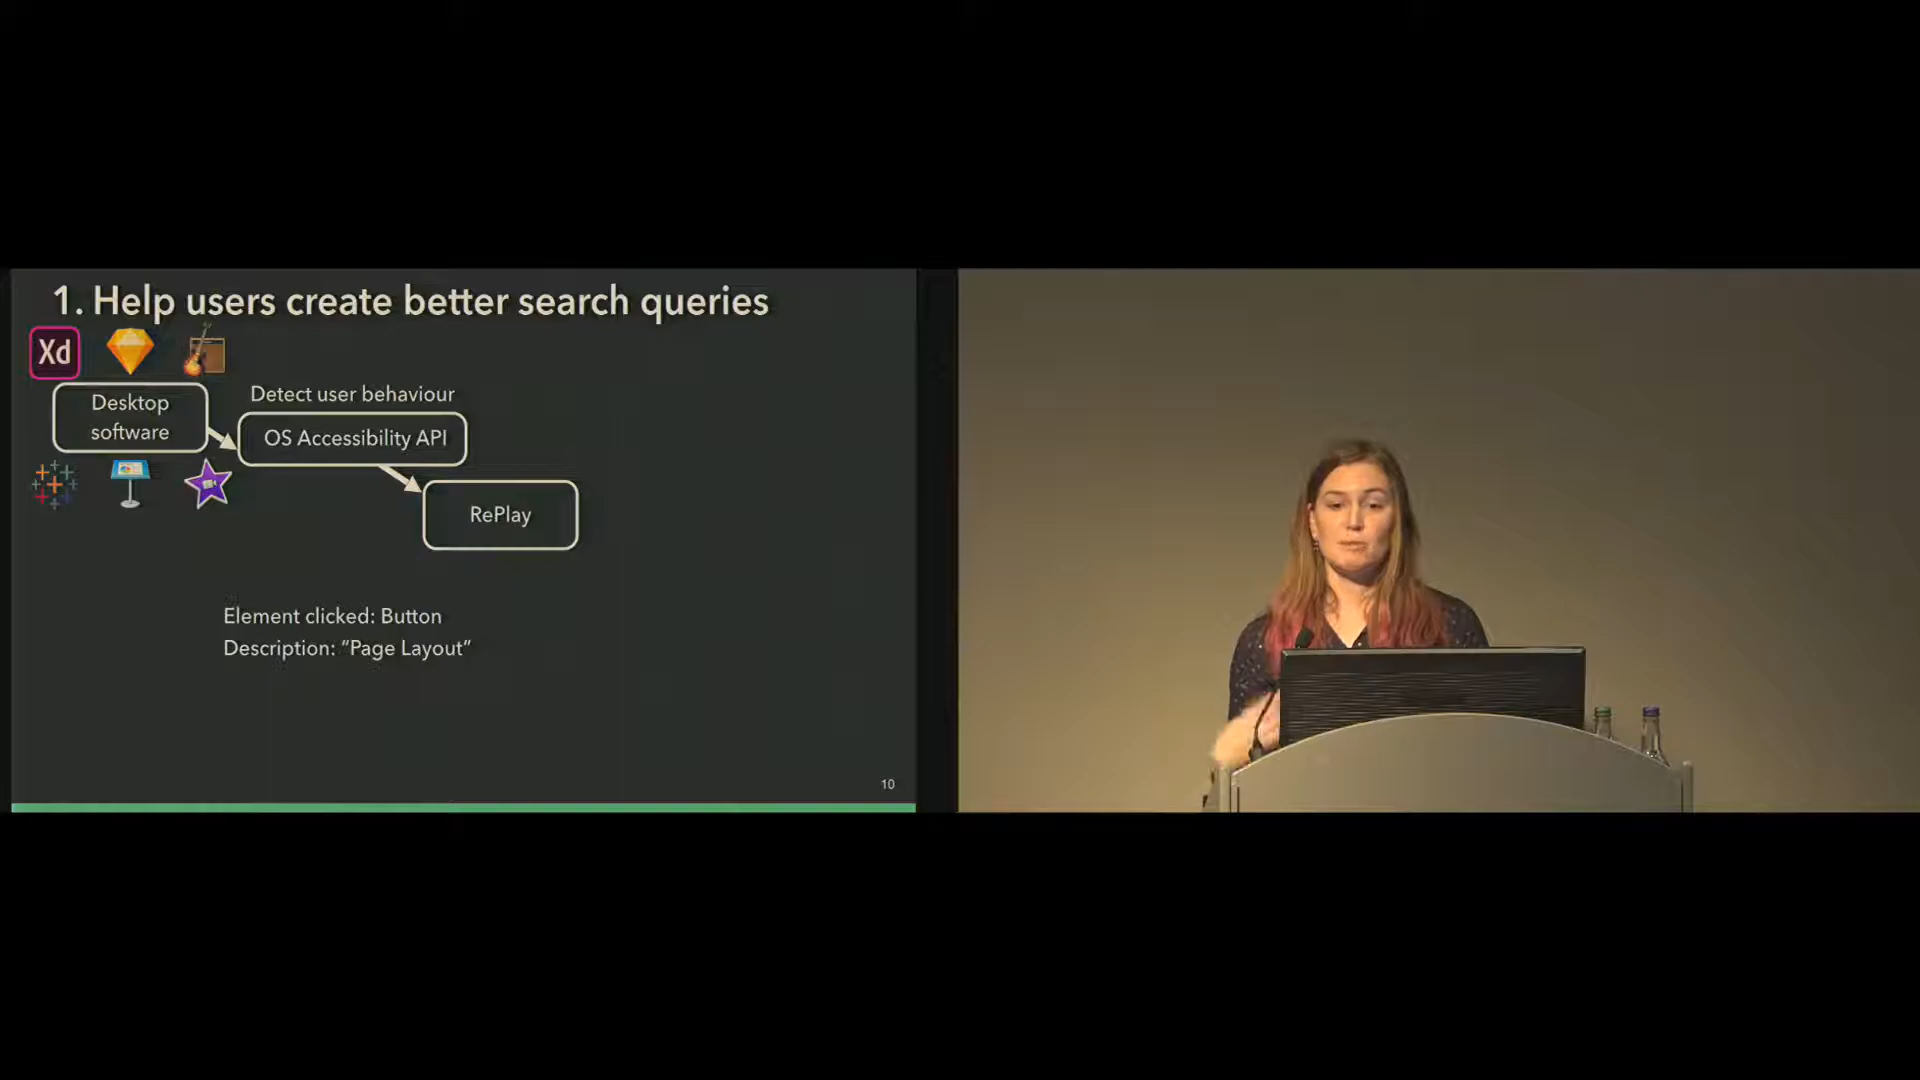 1. Help users create better search queries
Xd
Desktop
software
Detect user behaviour
OS Accessibility API
RePlay
Element clicked: Button
Description: “Page Layout”
10